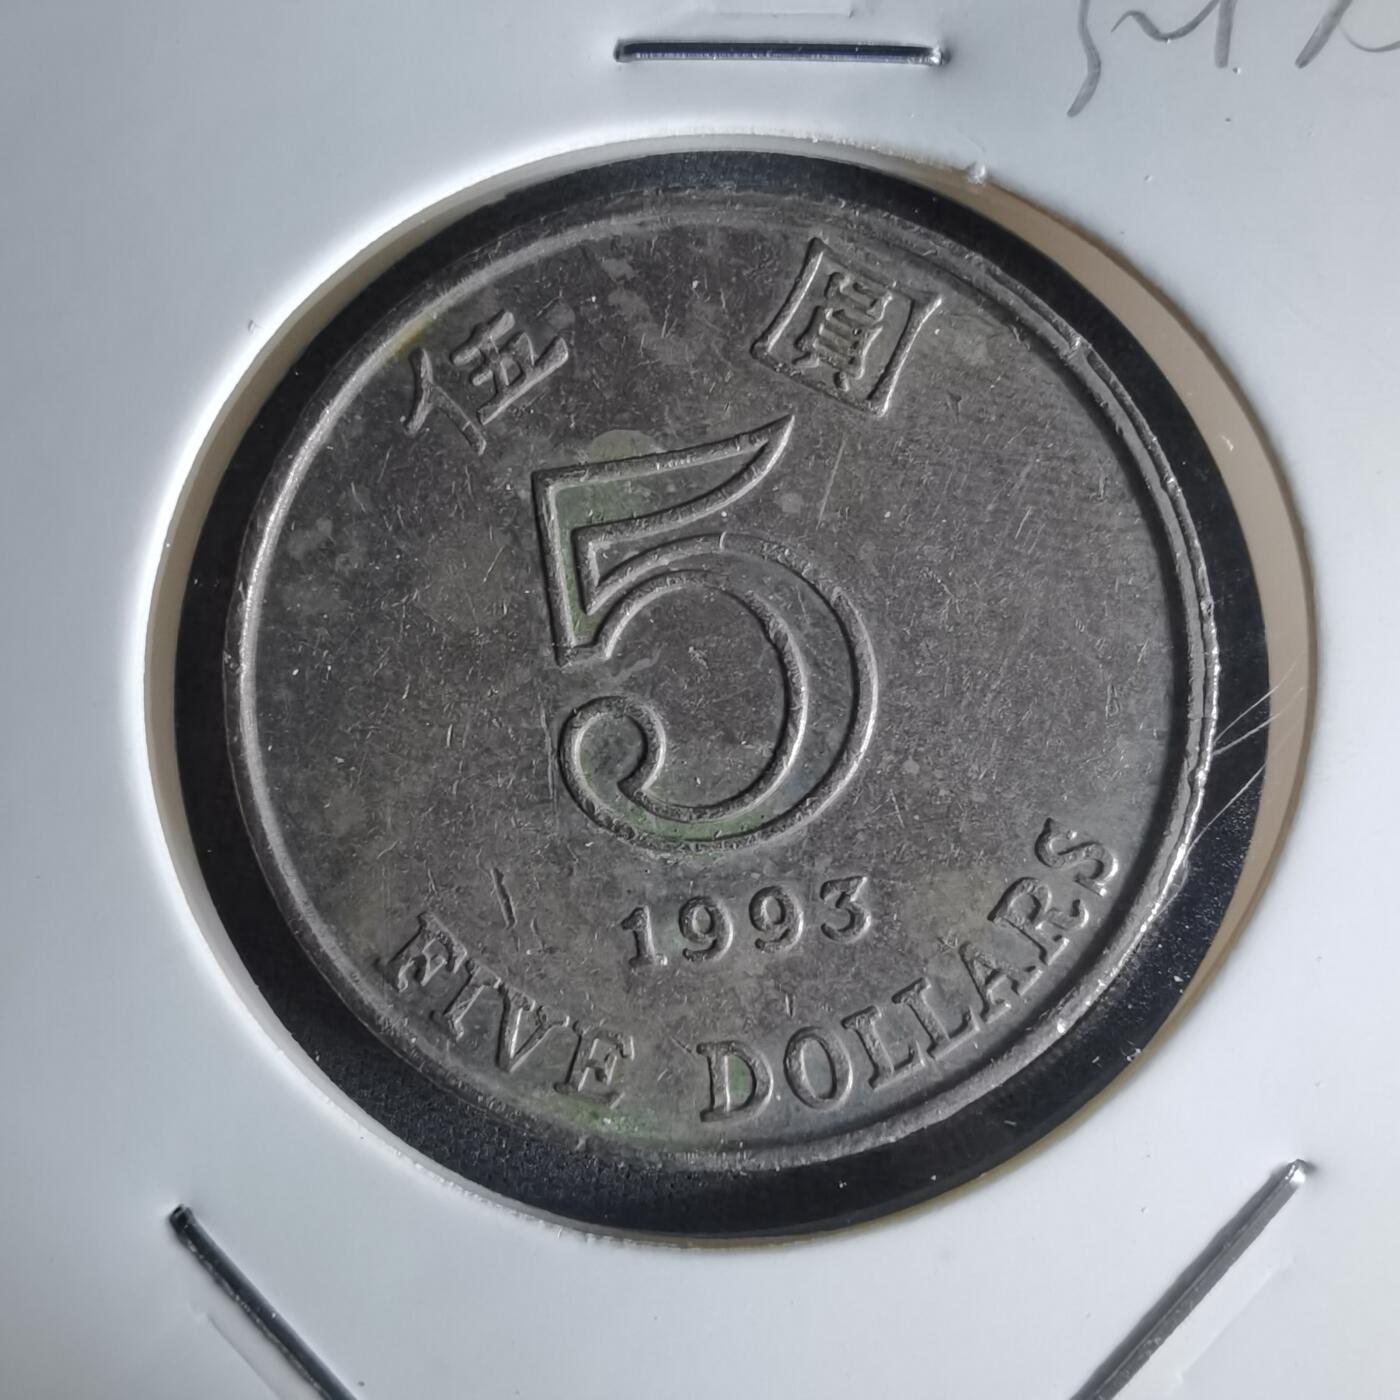 伍 圓
5
1993
FIVE DOLLARS